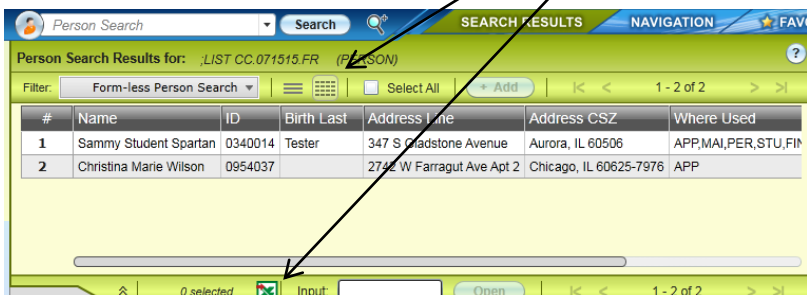 Person Search Search SEARCH RESULTS NAVIGATION FAV
Person Search Results for: ;LIST CC.071515.FR (PERSON) ?
Filter: Form-less Person Search Select All + Add |< < 1 - 2 of 2 > >|
# Name ID Birth Last Address Line Address CSZ Where Used
1 Sammy Student Spartan 0340014 Tester 347 S Gladstone Avenue Aurora, IL 60506 APP,MAI,PER,STU,FIN
2 Christina Marie Wilson 0954037 2742 W Farragut Ave Apt 2 Chicago, IL 60625-7976 APP
0 selected Input: Open |< < 1 - 2 of 2 > >|